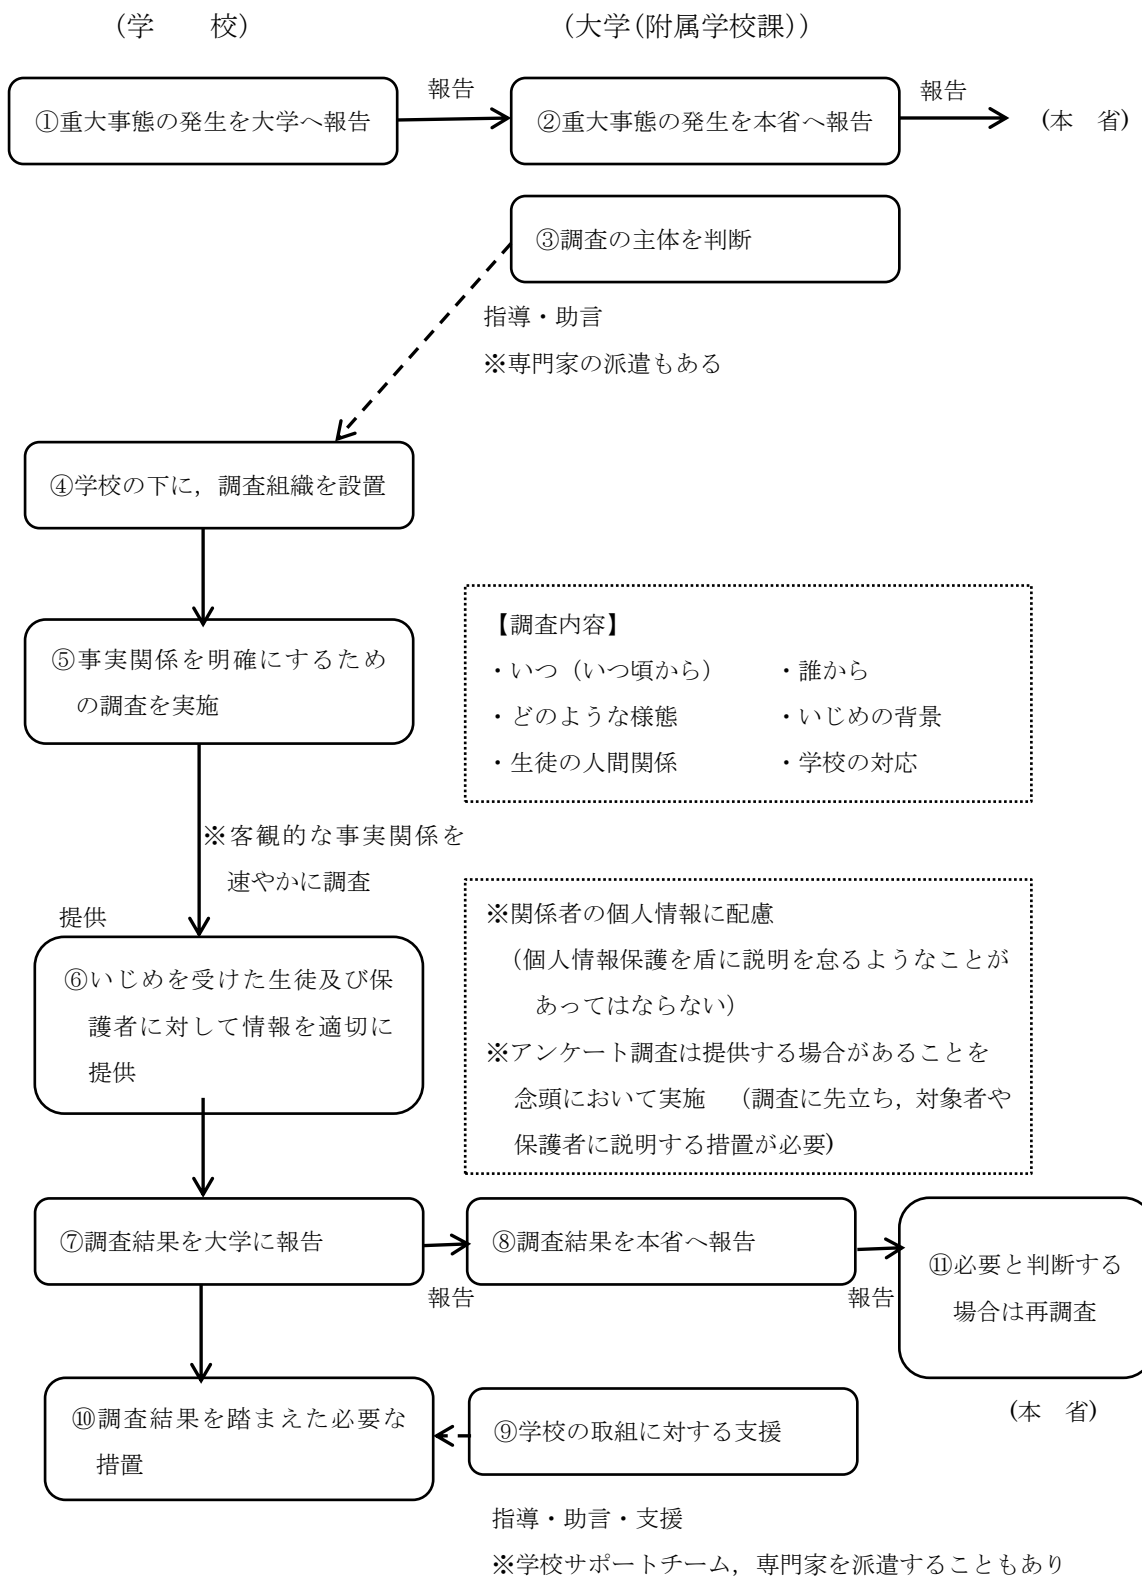 (学　　校)
(大学(附属学校課))
報告
報告
①重大事態の発生を大学へ報告
②重大事態の発生を本省へ報告
(本　省)
③調査の主体を判断
指導・助言
※専門家の派遣もある
④学校の下に，調査組織を設置
⑤事実関係を明確にするため
の調査を実施
【調査内容】
・いつ（いつ頃から）　　・誰から
・どのような様態　　　　・いじめの背景
・生徒の人間関係　　　　・学校の対応
※客観的な事実関係を
速やかに調査
提供
⑥いじめを受けた生徒及び保
護者に対して情報を適切に
提供
※関係者の個人情報に配慮
（個人情報保護を盾に説明を怠るようなことが
あってはならない）
※アンケート調査は提供する場合があることを
念頭において実施　（調査に先立ち，対象者や
保護者に説明する措置が必要)
⑦調査結果を大学に報告
⑧調査結果を本省へ報告
報告
報告
⑪必要と判断する
場合は再調査
(本　省)
⑩調査結果を踏まえた必要な
措置
⑨学校の取組に対する支援
指導・助言・支援
※学校サポートチーム，専門家を派遣することもあり